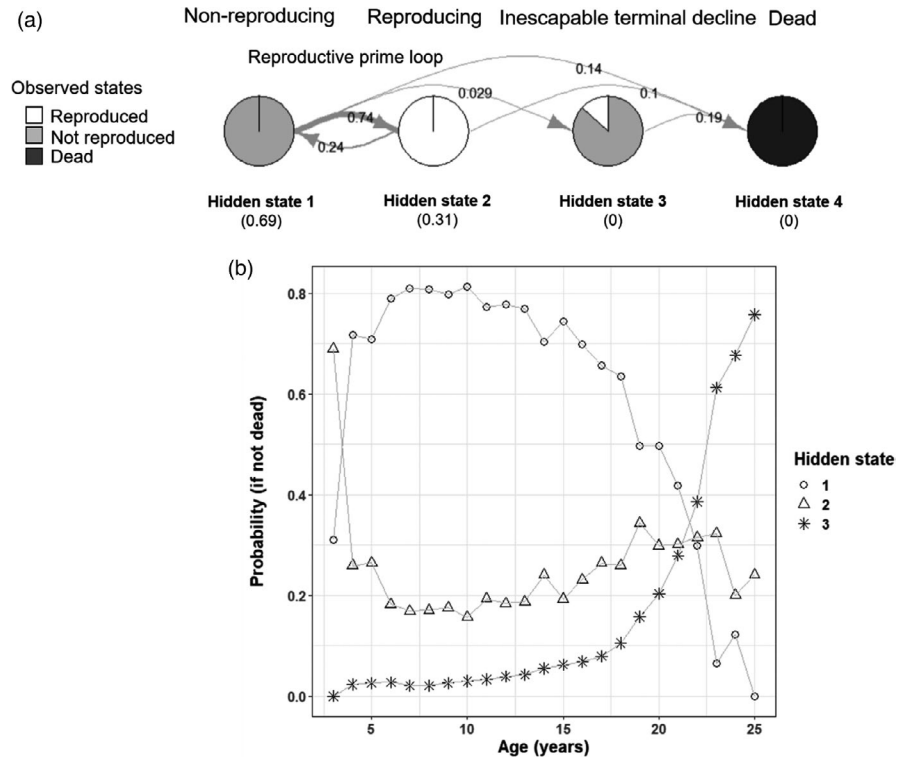 (a)
Non-reproducing Reproducing Inescapable terminal decline Dead
Reproductive prime loop
Observed states
Reproduced
Not reproduced
Dead
0.74
0.24
0.029
0.14
0.1
0.19
Hidden state 1 Hidden state 2 Hidden state 3 Hidden state 4
(0.69) (0.31) (0) (0)
(b)
Probability (if not dead)
0.8
0.6
0.4
0.2
0.0
5 10 15 20 25
Age (years)
Hidden state
1
2
3